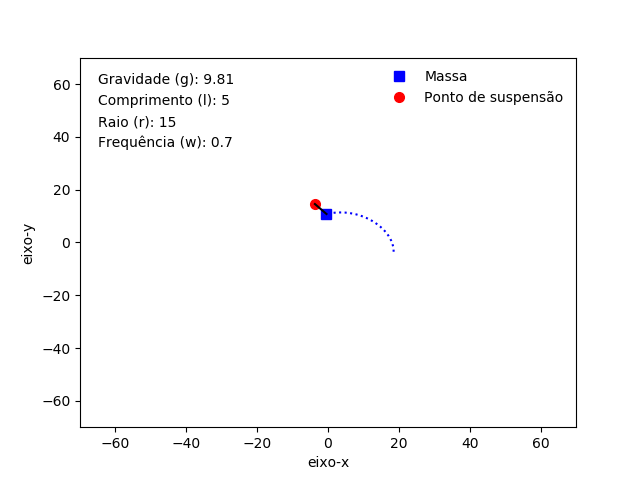 Gravidade (g): 9.81
Comprimento (l): 5
Raio (r): 15
Frequência (w): 0.7
Massa
Ponto de suspensão
60
40
20
0
−20
−40
−60
eixo-y
−60 −40 −20 0 20 40 60
eixo-x